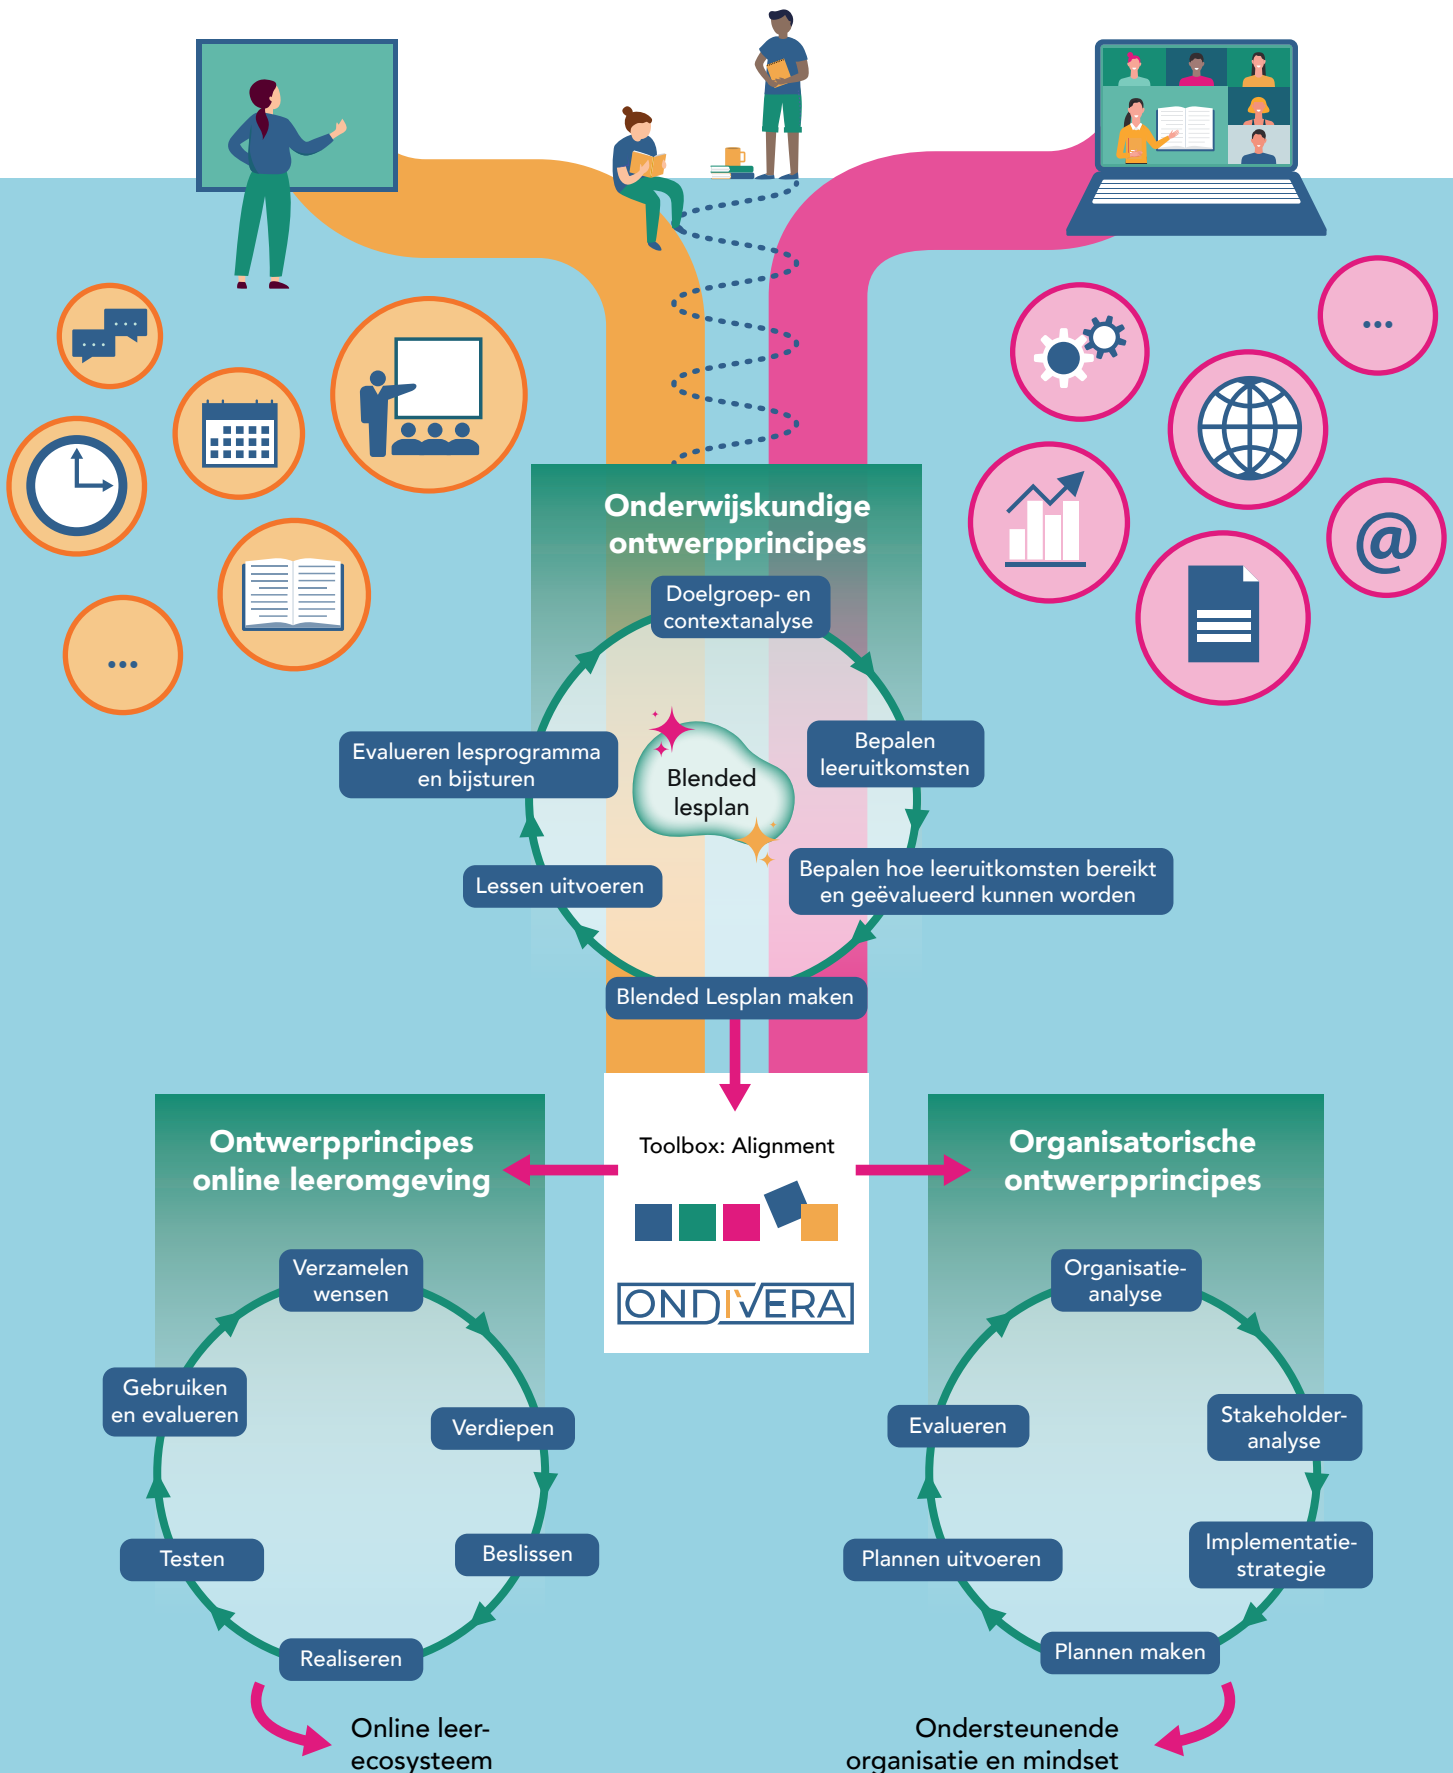 ...
...
@
Onderwijskundige
ontwerpprincipes
Doelgroep- en
contextanalyse
Bepalen
leeruitkomsten
Bepalen hoe leeruitkomsten bereikt
en geëvalueerd kunnen worden
Blended Lesplan maken
Lessen uitvoeren
Evalueren lesprogramma
en bijsturen
Blended
lesplan
Toolbox: Alignment
ONDIVERA
Ontwerpprincipes
online leeromgeving
Verzamelen
wensen
Verdiepen
Beslissen
Realiseren
Testen
Gebruiken
en evalueren
Online leer-
ecosysteem
Organisatorische
ontwerpprincipes
Organisatie-
analyse
Stakeholder-
analyse
Implementatie-
strategie
Plannen maken
Plannen uitvoeren
Evalueren
Ondersteunende
organisatie en mindset